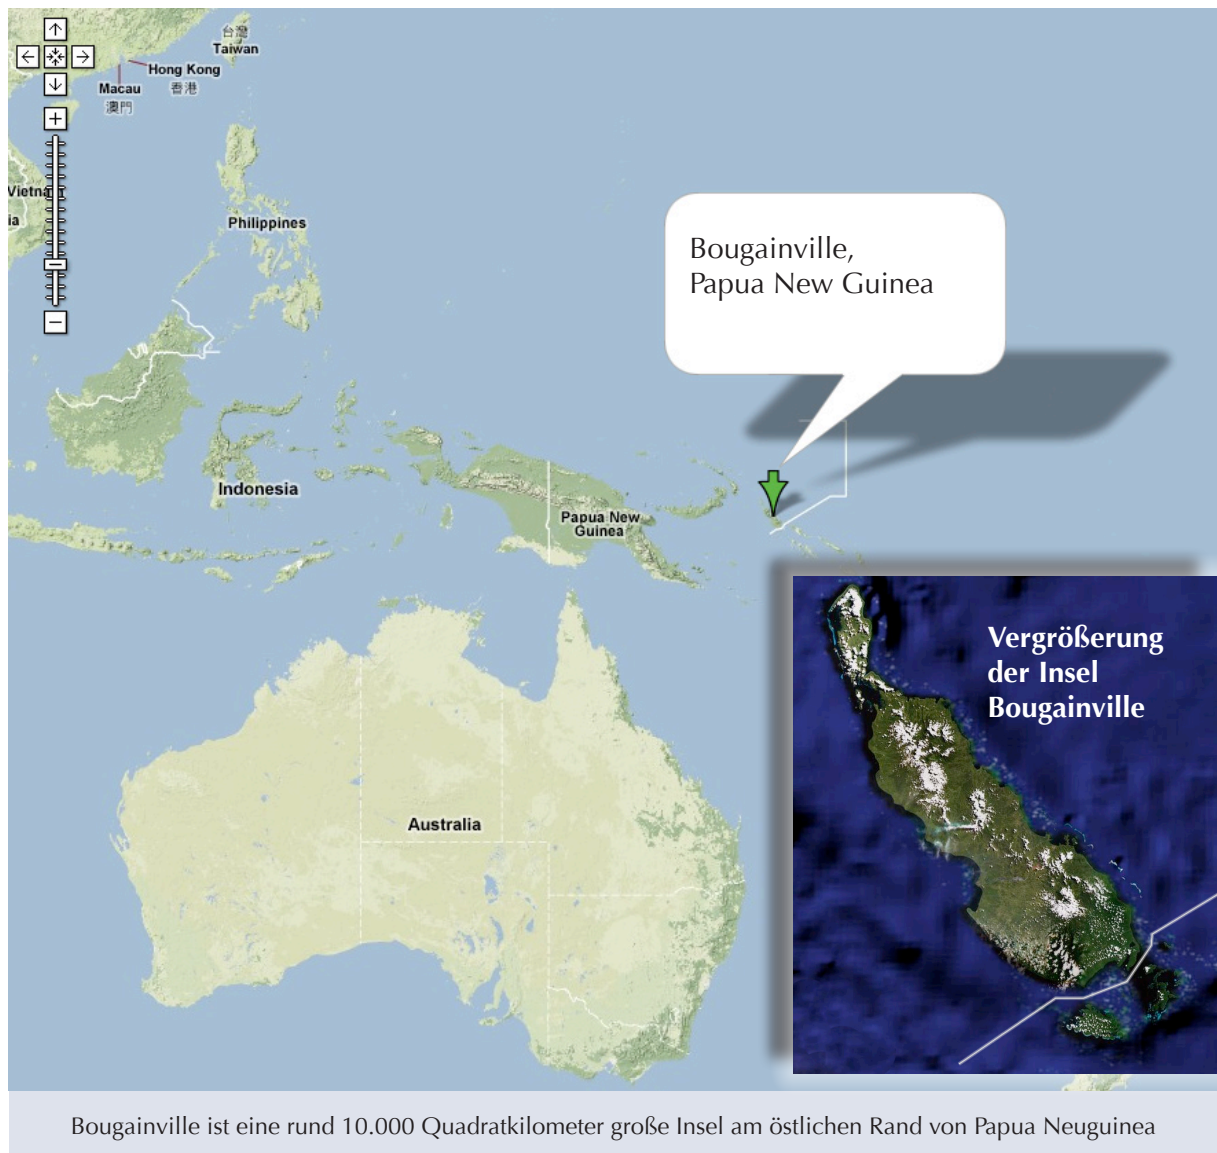 台灣
Taiwan
Hong Kong
香港
Macau
澳門
Vietna
ia
Philippines
Bougainville,
Papua New Guinea
Indonesia
Papua New
Guinea
Vergrößerung
der Insel
Bougainville
Australia
Bougainville ist eine rund 10.000 Quadratkilometer große Insel am östlichen Rand von Papua Neuguinea